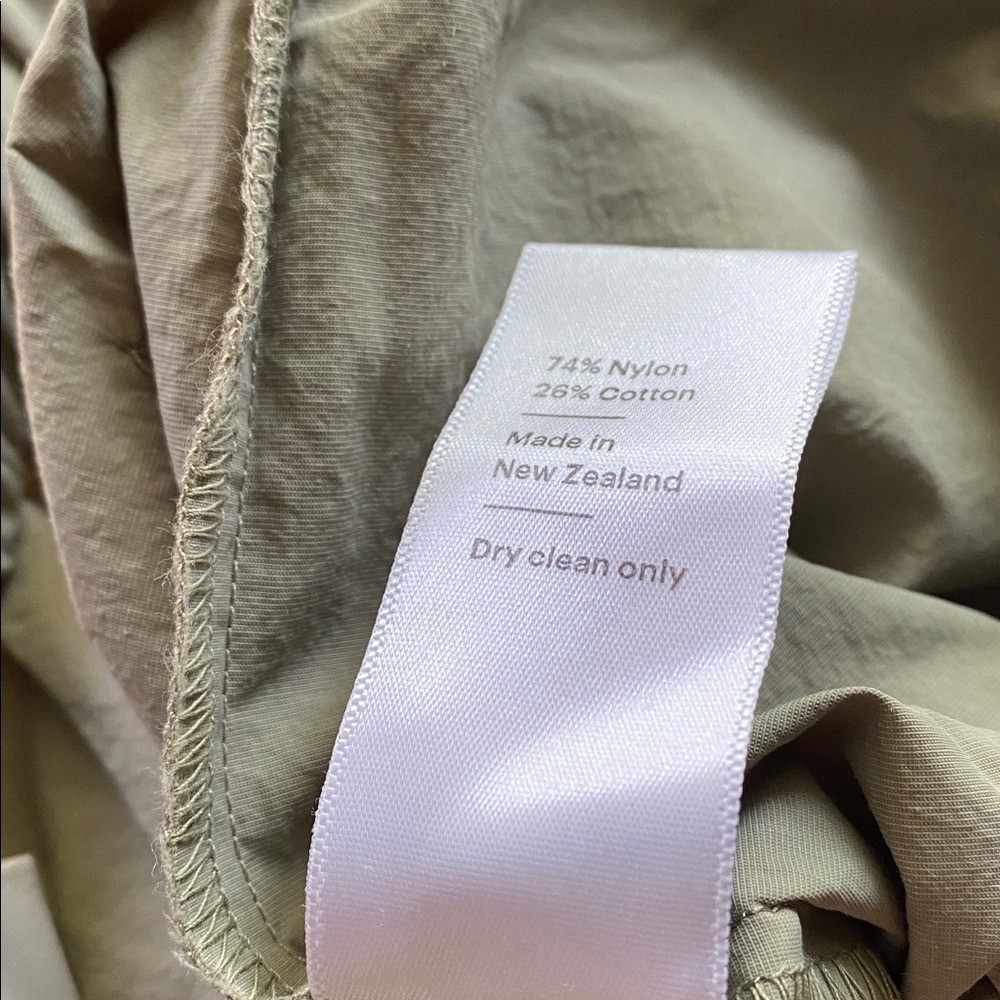 74% Nylon
26% Cotton
Made in
New Zealand
Dry clean only